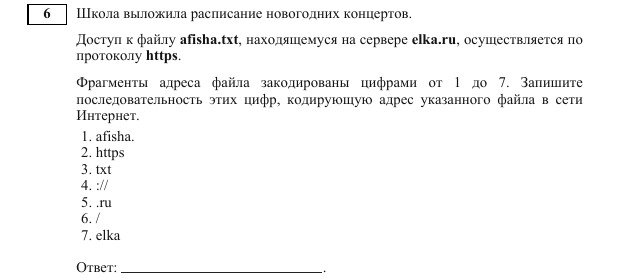 6 Школа выложила расписание новогодних концертов.
Доступ к файлу afisha.txt, находящемуся на сервере elka.ru, осуществляется по
протоколу https.
Фрагменты адреса файла закодированы цифрами от 1 до 7. Запишите
последовательность этих цифр, кодирующую адрес указанного файла в сети
Интернет.
1. afisha.
2. https
3. txt
4. ://
5. .ru
6. /
7. elka
Ответ: ___________________________.